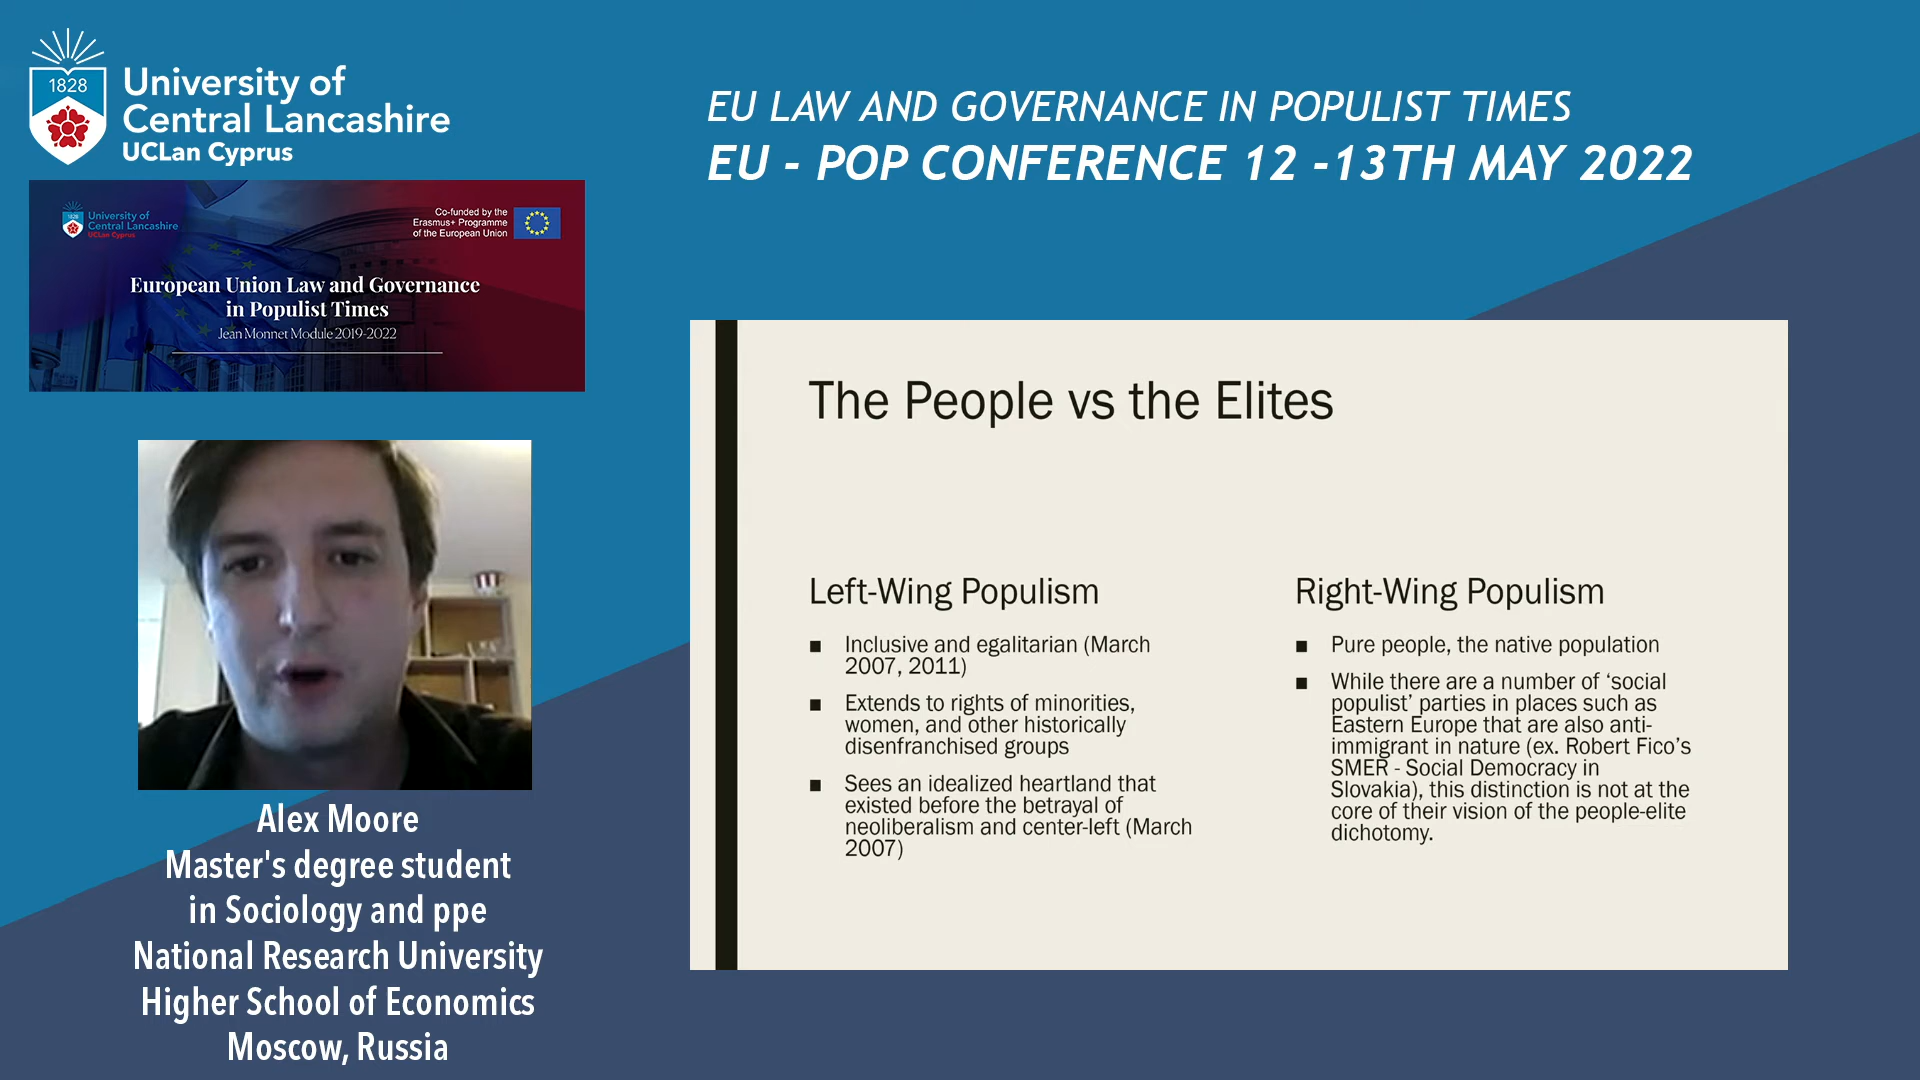 1828
University of
Central Lancashire
UCLan Cyprus
EU LAW AND GOVERNANCE IN POPULIST TIMES
EU - POP CONFERENCE 12 -13TH MAY 2022
1828
University of
Central Lancashire
UCLan Cyprus
Co-funded by the
Erasmus+ Programme
of the European Union
European Union Law and Governance
in Populist Times
Jean Monnet Module 2019-2022
Alex Moore
Master's degree student
in Sociology and ppe
National Research University
Higher School of Economics
Moscow, Russia
The People vs the Elites
Left-Wing Populism
■ Inclusive and egalitarian (March
2007, 2011)
■ Extends to rights of minorities,
women, and other historically
disenfranchised groups
■ Sees an idealized heartland that
existed before the betrayal of
neoliberalism and center-left (March
2007)
Right-Wing Populism
■ Pure people, the native population
■ While there are a number of ‘social
populist’ parties in places such as
Eastern Europe that are also anti-
immigrant in nature (ex. Robert Fico’s
SMER - Social Democracy in
Slovakia), this distinction is not at the
core of their vision of the people-elite
dichotomy.